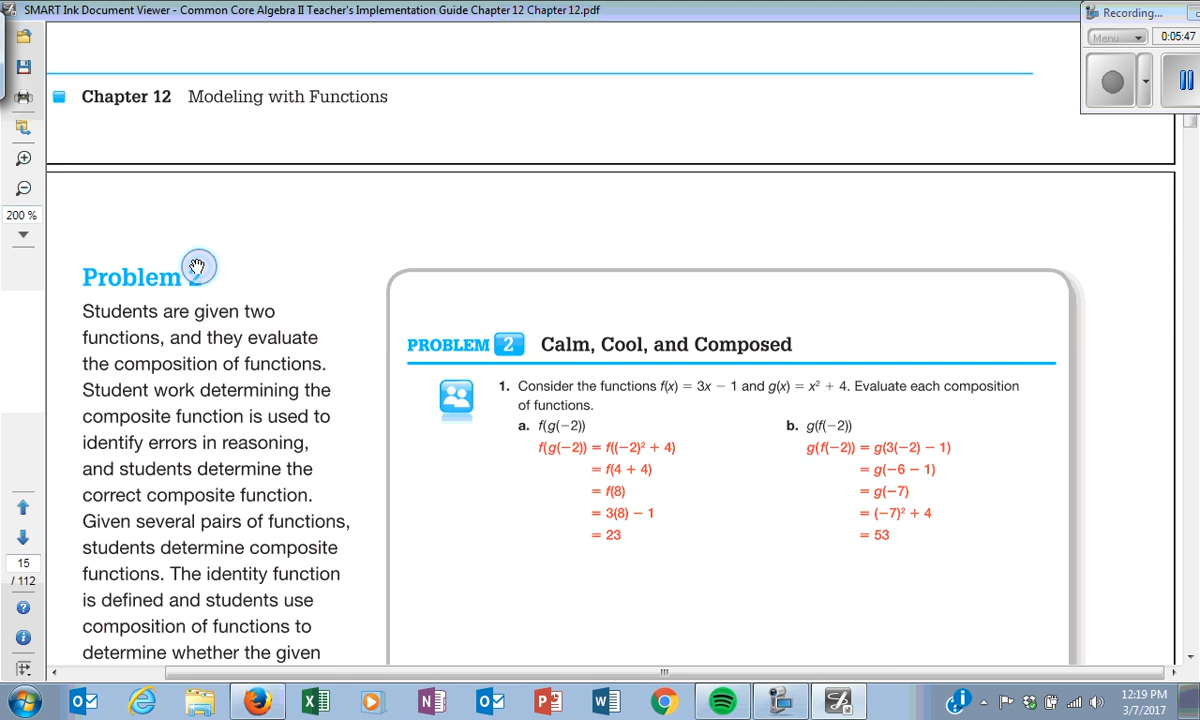 SMART Ink Document Viewer - Common Core Algebra II Teacher's Implementation Guide Chapter 12 Chapter 12.pdf
Recording...
Menu
0:05:47
Chapter 12 Modeling with Functions
200 %
Problem
Students are given two
functions, and they evaluate
the composition of functions.
Student work determining the
composite function is used to
identify errors in reasoning,
and students determine the
correct composite function.
Given several pairs of functions,
students determine composite
functions. The identity function
is defined and students use
composition of functions to
determine whether the given
PROBLEM 2 Calm, Cool, and Composed
1. Consider the functions f(x) = 3x − 1 and g(x) = x² + 4. Evaluate each composition
of functions.
a. f(g(−2))
f(g(−2)) = f((−2)² + 4)
= f(4 + 4)
= f(8)
= 3(8) − 1
= 23
b. g(f(−2))
g(f(−2)) = g(3(−2) − 1)
= g(−6 − 1)
= g(−7)
= (−7)² + 4
= 53
15
/ 112
12:19 PM
3/7/2017